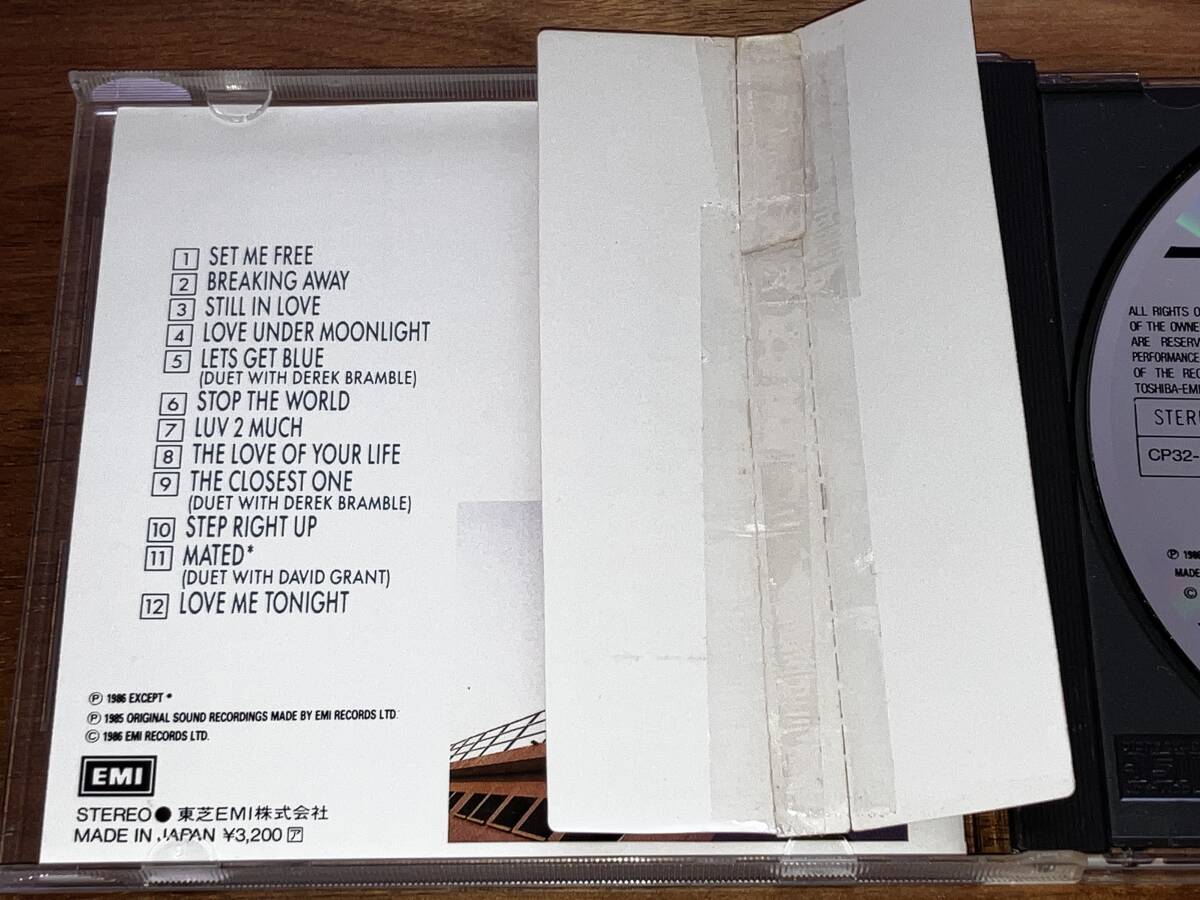 1 SET ME FREE
2 BREAKING AWAY
3 STILL IN LOVE
4 LOVE UNDER MOONLIGHT
5 LETS GET BLUE
(DUET WITH DEREK BRAMBLE)
6 STOP THE WORLD
7 LUV 2 MUCH
8 THE LOVE OF YOUR LIFE
9 THE CLOSEST ONE
(DUET WITH DEREK BRAMBLE)
10 STEP RIGHT UP
11 MATED*
(DUET WITH DAVID GRANT)
12 LOVE ME TONIGHT
Ⓟ 1986 EXCEPT *
Ⓟ 1985 ORIGINAL SOUND RECORDINGS MADE BY EMI RECORDS LTD.
© 1986 EMI RECORDS LTD.
EMI
STEREO● 東芝EMI株式会社
MADE IN JAPAN ¥3,200 ア
ALL RIGHTS
OF THE OWNE
ARE RESERV
PERFORMANCE
OF THE REC
TOSHIBA-EMI
STER
CP32-
Ⓟ 198
MADE
©